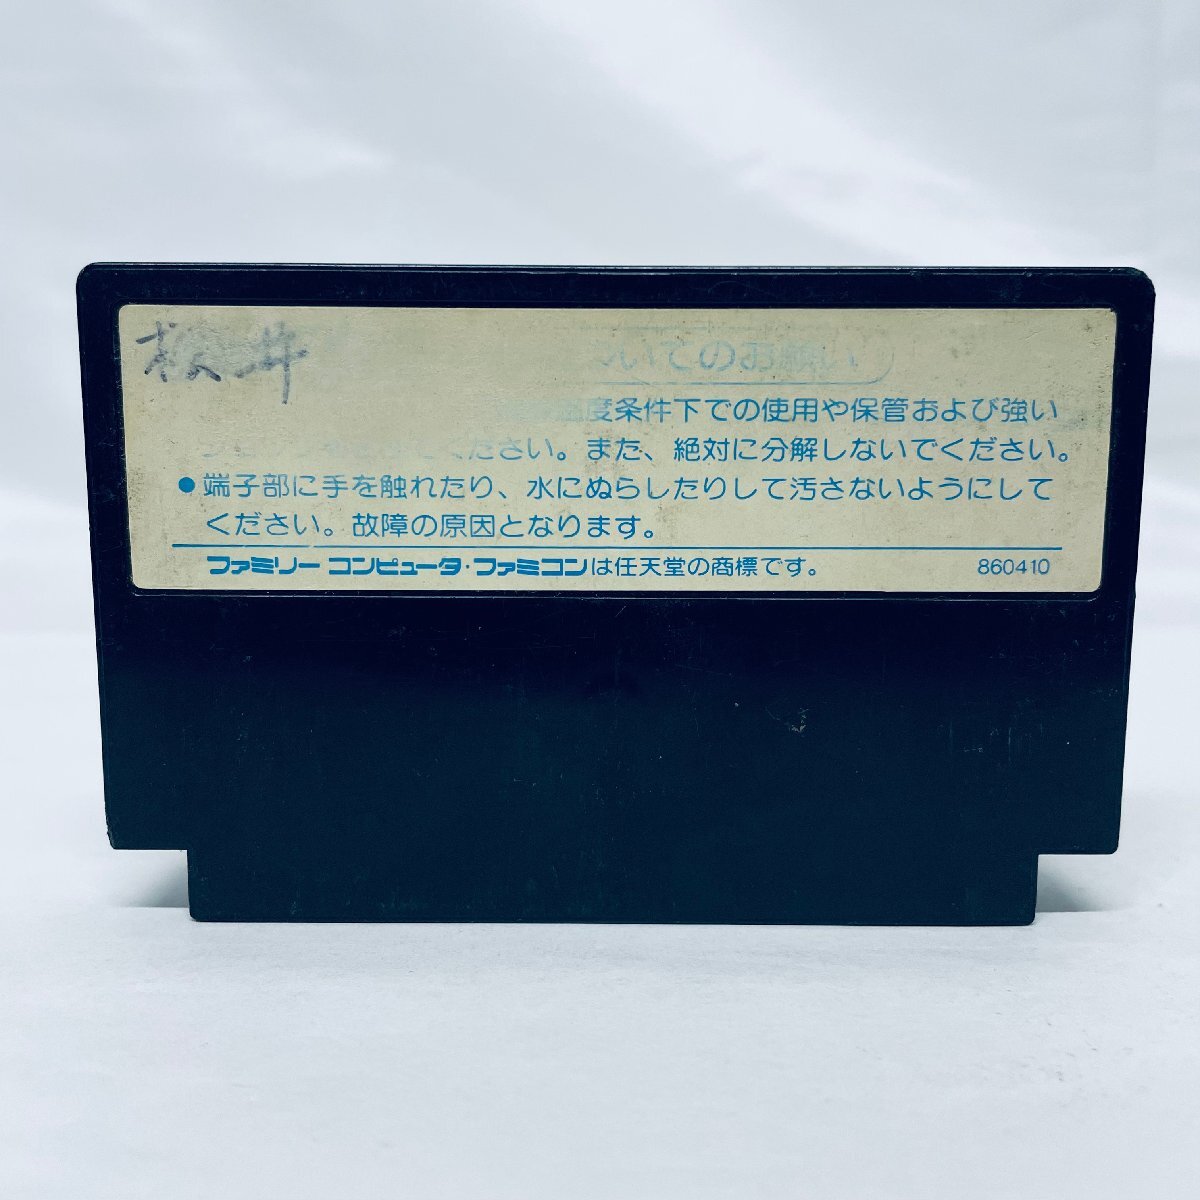 松井
いてのお願い
温度条件下での使用や保管および強い
ください。また、絶対に分解しないでください。
●端子部に手を触れたり、水にぬらしたりして汚さないようにして
ください。故障の原因となります。
ファミリー コンピュータ・ファミコンは任天堂の商標です。 860410